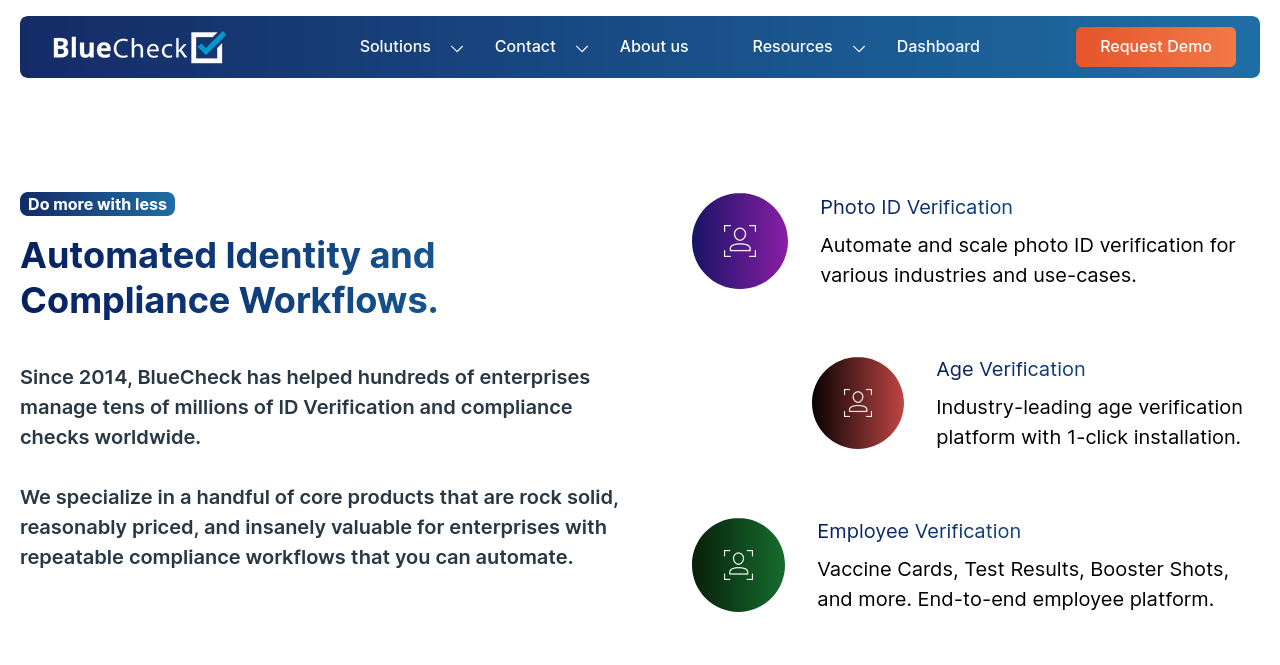 BlueCheck
Solutions
Contact
About us
Resources
Dashboard
Request Demo
Do more with less
Automated Identity and
Compliance Workflows.
Since 2014, BlueCheck has helped hundreds of enterprises
manage tens of millions of ID Verification and compliance
checks worldwide.
We specialize in a handful of core products that are rock solid,
reasonably priced, and insanely valuable for enterprises with
repeatable compliance workflows that you can automate.
Photo ID Verification
Automate and scale photo ID verification for
various industries and use-cases.
Age Verification
Industry-leading age verification
platform with 1-click installation.
Employee Verification
Vaccine Cards, Test Results, Booster Shots,
and more. End-to-end employee platform.